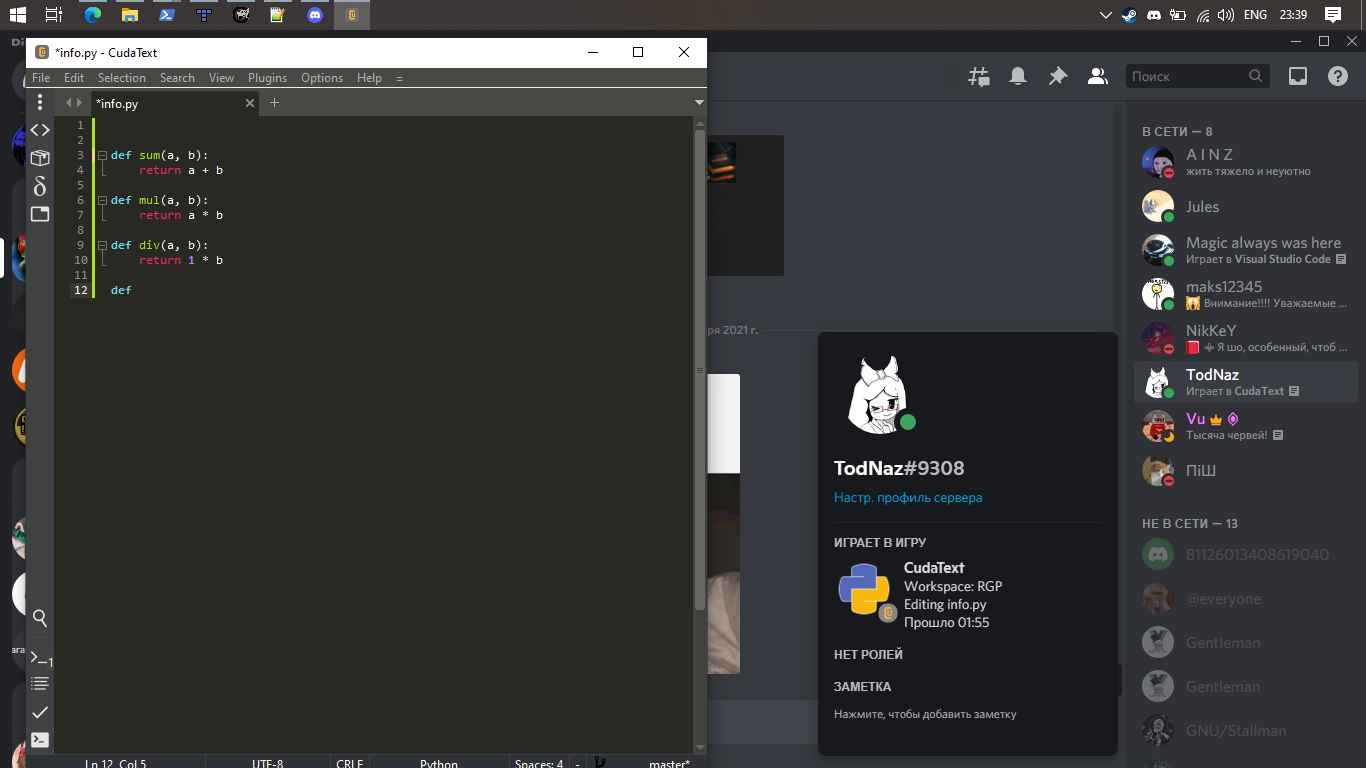 ENG
23:39
*info.py - CudaText
File Edit Selection Search View Plugins Options Help =
*info.py
1
2
3 def sum(a, b):
4 return a + b
5
6 def mul(a, b):
7 return a * b
8
9 def div(a, b):
10 return 1 * b
11
12 def
Ln 12, Col 5 UTF-8 CRLF Python Spaces: 4 - master*
Di
ara
1
ря 2021 г.
Поиск
TodNaz#9308
Настр. профиль сервера
ИГРАЕТ В ИГРУ
CudaText
Workspace: RGP
Editing info.py
Прошло 01:55
НЕТ РОЛЕЙ
ЗАМЕТКА
Нажмите, чтобы добавить заметку
В СЕТИ — 8
A I N Z
жить тяжело и неуютно
Jules
Magic always was here
Играет в Visual Studio Code
maks12345
Внимание!!!! Уважаемые ...
NikKeY
Я шо, особенный, чтоб ...
TodNaz
Играет в CudaText
Vu
Тысяча червей!
ПіШ
НЕ В СЕТИ — 13
81126013408619040
@everyone
Gentleman
Gentleman
GNU/Stallman